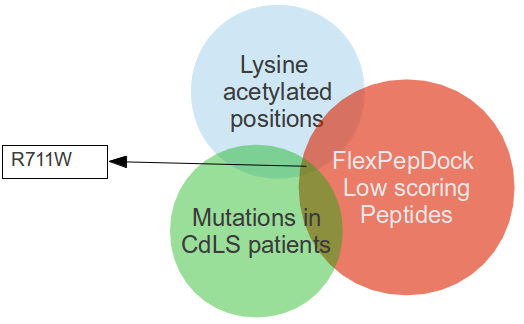 Lysine
acetylated
positions
R711W
FlexPepDock
Low scoring
Peptides
Mutations in
CdLS patients